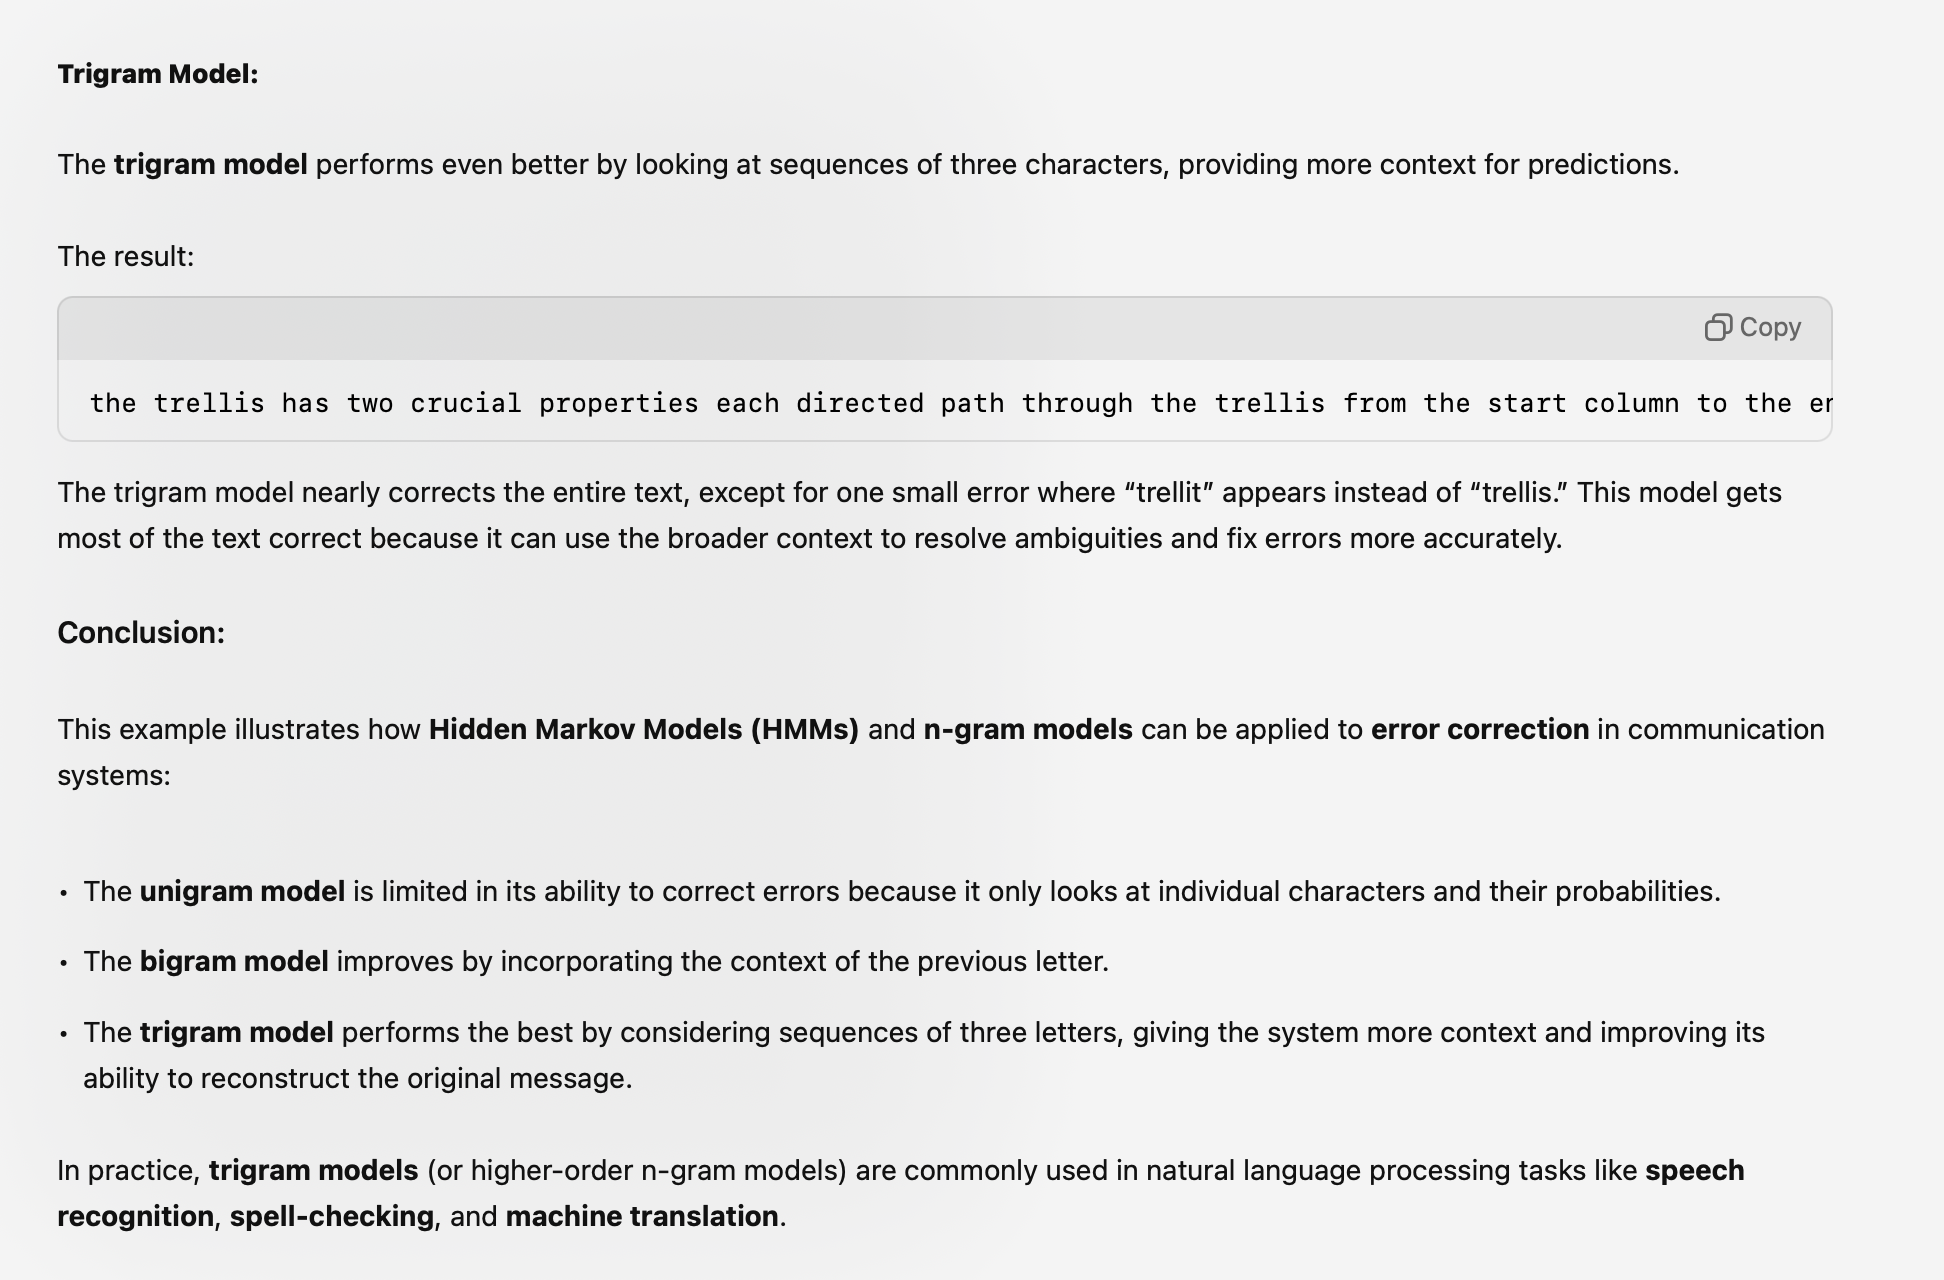 Trigram Model:
The trigram model performs even better by looking at sequences of three characters, providing more context for predictions.
The result:
Copy
the trellis has two crucial properties each directed path through the trellis from the start column to the en
The trigram model nearly corrects the entire text, except for one small error where “trellit” appears instead of “trellis.” This model gets
most of the text correct because it can use the broader context to resolve ambiguities and fix errors more accurately.
Conclusion:
This example illustrates how Hidden Markov Models (HMMs) and n-gram models can be applied to error correction in communication
systems:
• The unigram model is limited in its ability to correct errors because it only looks at individual characters and their probabilities.
• The bigram model improves by incorporating the context of the previous letter.
• The trigram model performs the best by considering sequences of three letters, giving the system more context and improving its
ability to reconstruct the original message.
In practice, trigram models (or higher-order n-gram models) are commonly used in natural language processing tasks like speech
recognition, spell-checking, and machine translation.